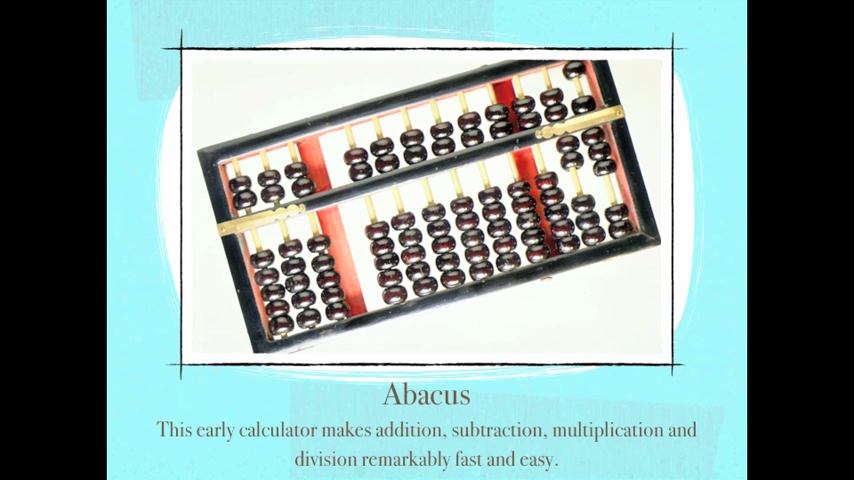 Abacus
This early calculator makes addition, subtraction, multiplication and
division remarkably fast and easy.